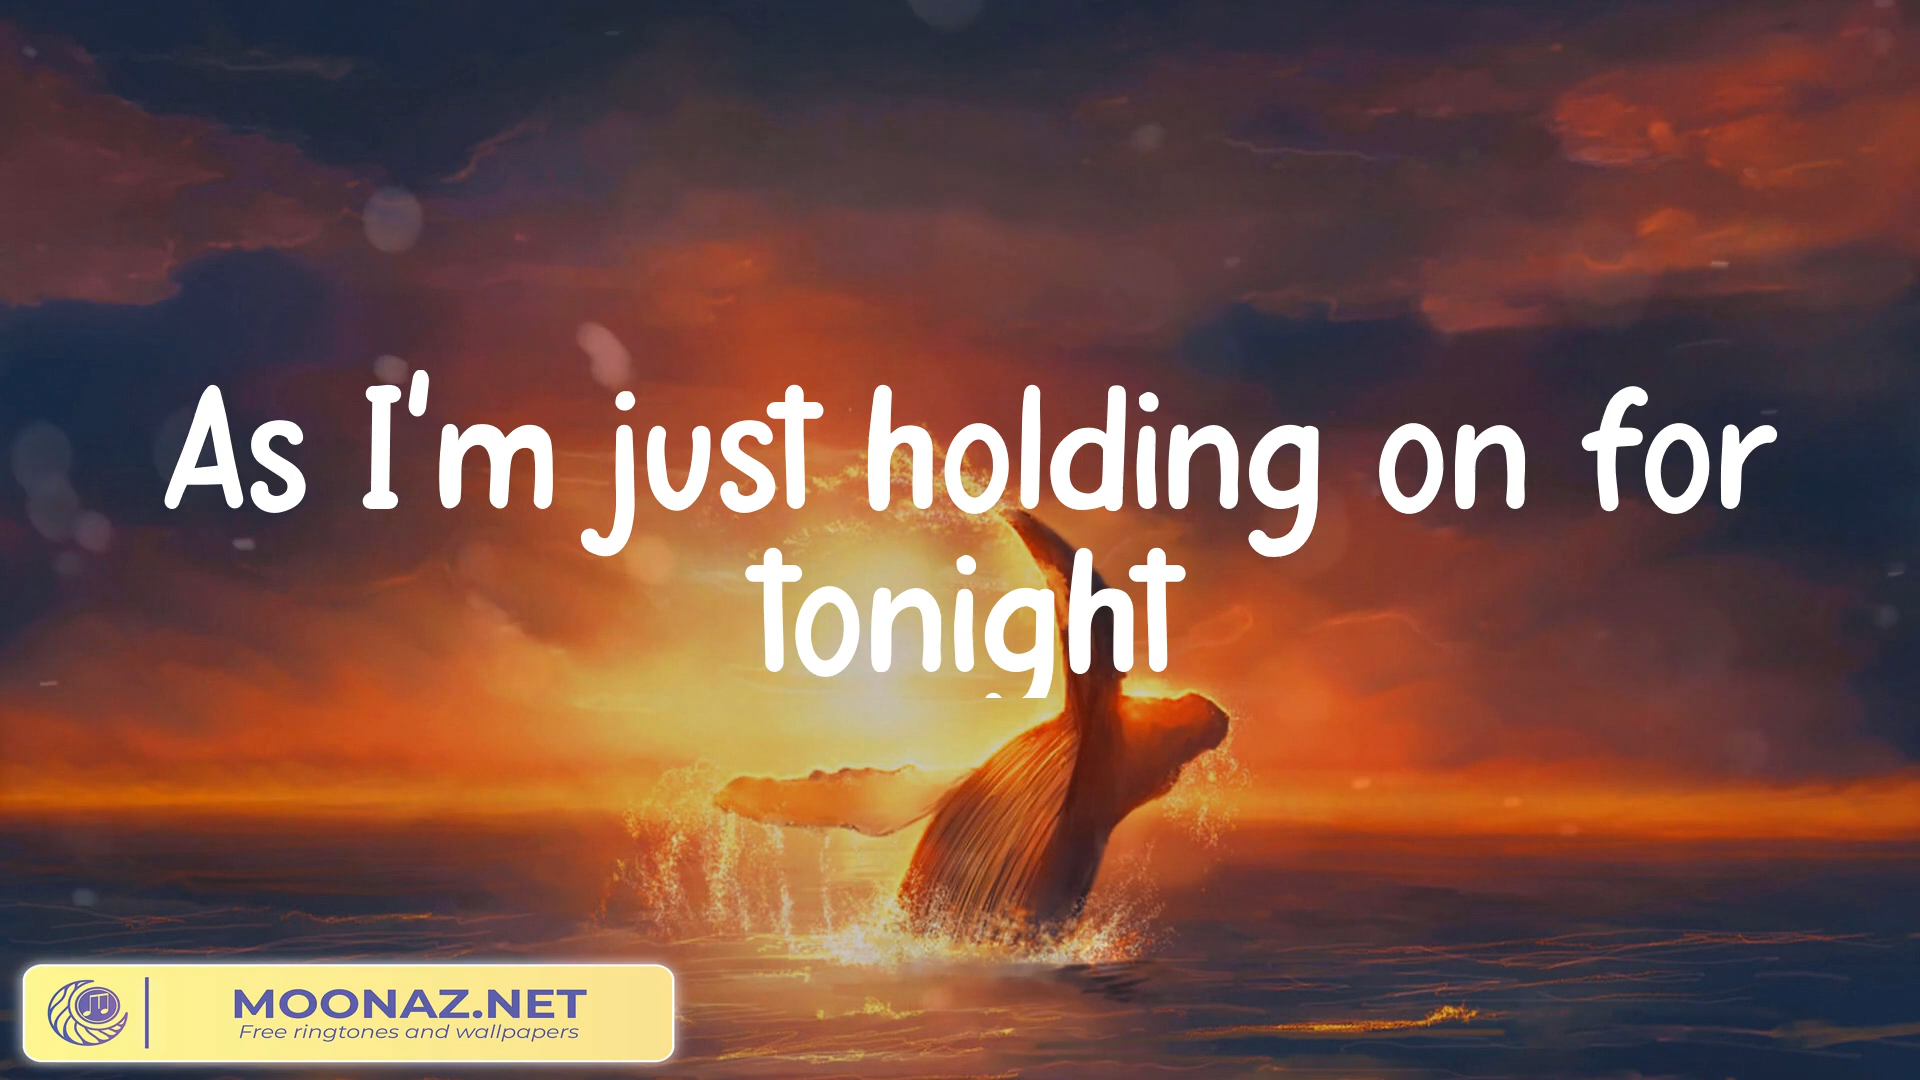 As I'm just holding on for
tonight
MOONAZ.NET
Free ringtones and wallpapers